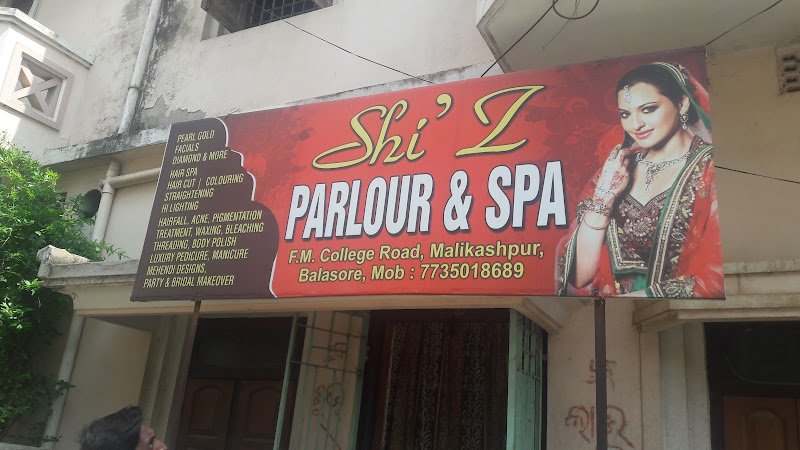 PEARL GOLD
FACIALS
DIAMOND & MORE
HAIR SPA
HAIR CUT / COLOURING
STRAIGHTENING
HI LIGHTING
HAIRFALL, ACNE, PIGMENTATION
TREATMENT, WAXING, BLEACHING
THREADING, BODY POLISH
LUXURY PEDICURE, MANICURE
MEHENDI DESIGNS,
PARTY & BRIDAL MAKEOVER
Shi' Z
PARLOUR & SPA
F.M. College Road, Malikashpur,
Balasore, Mob : 7735018689